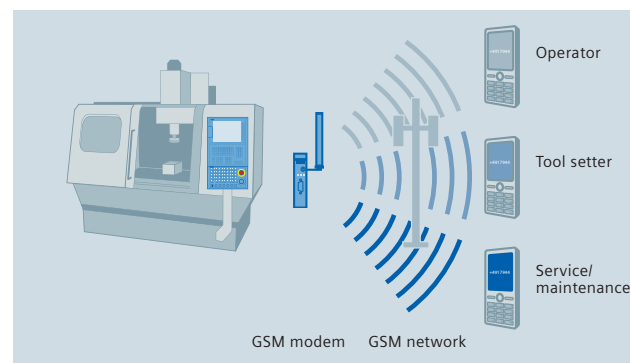 Operator
Tool setter
Service/
maintenance
GSM modem
GSM network